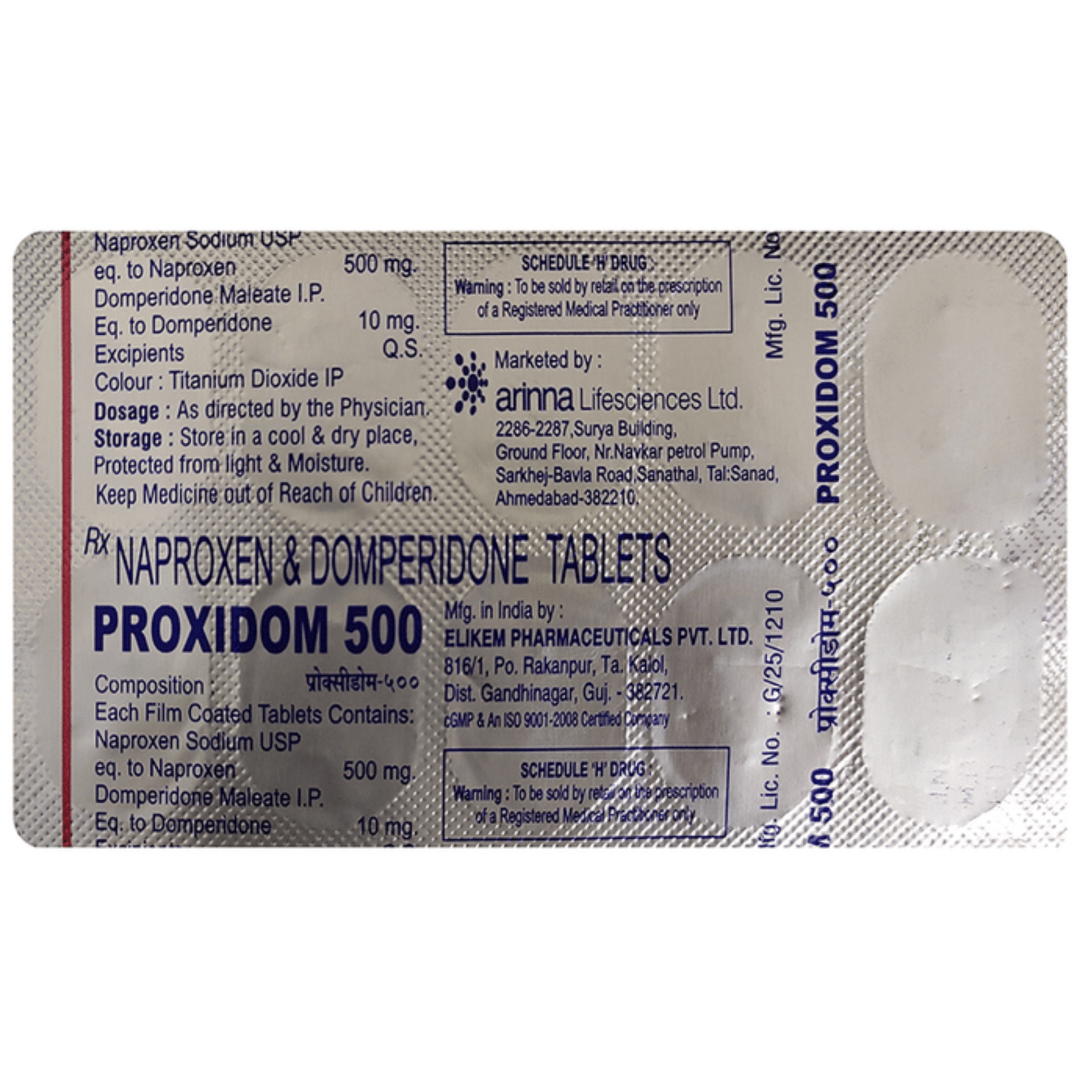 Naproxen Sodium USP
eq. to Naproxen 500 mg.
Domperidone Maleate I.P.
Eq. to Domperidone 10 mg.
Excipients Q.S.
Colour : Titanium Dioxide IP
Dosage : As directed by the Physician.
Storage : Store in a cool & dry place,
Protected from light & Moisture.
Keep Medicine out of Reach of Children.
SCHEDULE 'H' DRUG :
Warning : To be sold by retail on the prescription
of a Registered Medical Practitioner only
Marketed by :
arinna Lifesciences Ltd.
2286-2287,Surya Building,
Ground Floor, Nr.Navkar petrol Pump,
Sarkhej-Bavla Road,Sanathal, Tal:Sanad,
Ahmedabad-382210.
Rx NAPROXEN & DOMPERIDONE TABLETS
PROXIDOM 500
प्रोक्सीडोम-५००
Composition :
Each Film Coated Tablets Contains:
Naproxen Sodium USP
eq. to Naproxen 500 mg.
Domperidone Maleate I.P.
Eq. to Domperidone 10 mg.
Mfg. in India by :
ELIKEM PHARMACEUTICALS PVT. LTD.
816/1, Po. Rakanpur, Ta. Kalol,
Dist. Gandhinagar, Guj. - 382721.
cGMP & An ISO 9001-2008 Certified Company
SCHEDULE 'H' DRUG :
Warning : To be sold by retail on the prescription
of a Registered Medical Practitioner only
Mfg. Lic. No
Mfg. Lic. No. : G/25/1210
PROXIDOM 500
प्रोक्सीडोम-५००
M 500